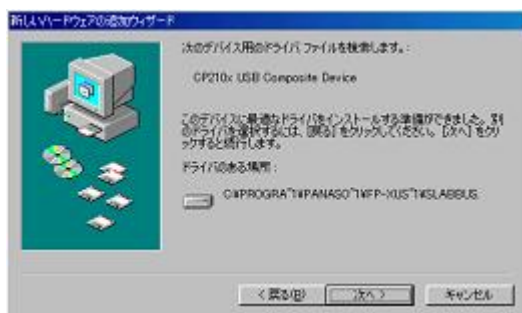 新しいハードウェアの追加ウィザード
次のデバイス用のドライバ ファイルを検索します。:
CP210x USB Composite Device
このデバイスに最適なドライバをインストールする準備ができました。別
のドライバを選択するには、[戻る] をクリックしてください。[次へ] をクリ
ックすると続行します。
ドライバのある場所 :
C:¥PROGRA~1¥PANASO~1¥FP-XUS~1¥SLABBUS.
< 戻る(B)
次へ >
キャンセル